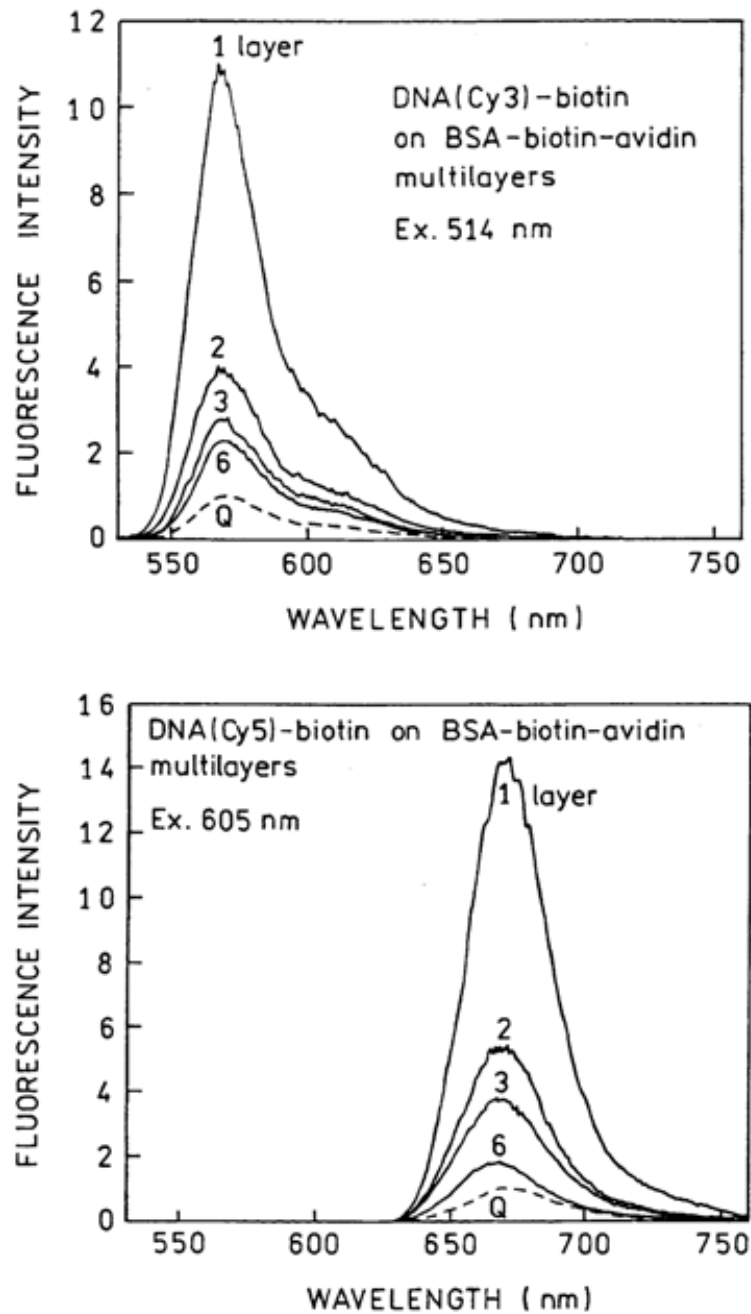 FLUORESCENCE INTENSITY
12
10
8
6
4
2
0
1 layer
2
3
6
Q
DNA(Cy3)-biotin
on BSA-biotin-avidin
multilayers
Ex. 514 nm
550 600 650 700 750
WAVELENGTH (nm)
FLUORESCENCE INTENSITY
16
14
12
10
8
6
4
2
0
DNA(Cy5)-biotin on BSA-biotin-avidin
multilayers
Ex. 605 nm
1 layer
2
3
6
Q
550 600 650 700 750
WAVELENGTH (nm)